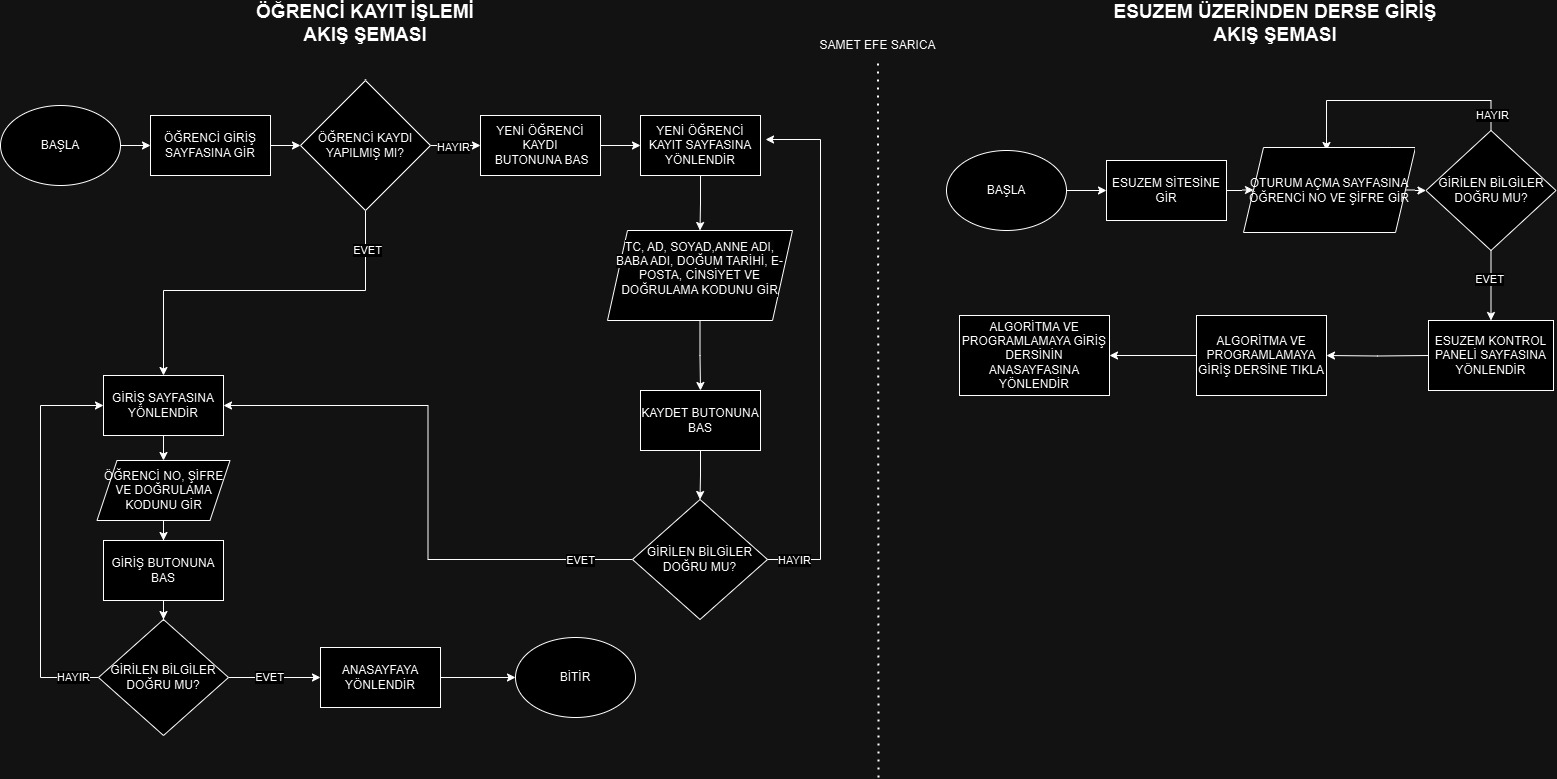 ÖĞRENCİ KAYIT İŞLEMİ
AKIŞ ŞEMASI
BAŞLA
ÖĞRENCİ GİRİŞ
SAYFASINA GİR
ÖĞRENCİ KAYDI
YAPILMIŞ MI?
HAYIR
YENİ ÖĞRENCİ
KAYDI
BUTONUNA BAS
YENİ ÖĞRENCİ
KAYIT SAYFASINA
YÖNLENDİR
EVET
TC, AD, SOYAD,ANNE ADI,
BABA ADI, DOĞUM TARİHİ, E-
POSTA, CİNSİYET VE
DOĞRULAMA KODUNU GİR
GİRİŞ SAYFASINA
YÖNLENDİR
KAYDET BUTONUNA
BAS
ÖĞRENCİ NO, ŞİFRE
VE DOĞRULAMA
KODUNU GİR
GİRİŞ BUTONUNA
BAS
EVET
GİRİLEN BİLGİLER
DOĞRU MU?
HAYIR
HAYIR
GİRİLEN BİLGİLER
DOĞRU MU?
EVET
ANASAYFAYA
YÖNLENDİR
BİTİR
SAMET EFE SARICA
ESUZEM ÜZERİNDEN DERSE GİRİŞ
AKIŞ ŞEMASI
BAŞLA
ESUZEM SİTESİNE
GİR
OTURUM AÇMA SAYFASINA
ÖĞRENCİ NO VE ŞİFRE GİR
HAYIR
GİRİLEN BİLGİLER
DOĞRU MU?
EVET
ESUZEM KONTROL
PANELİ SAYFASINA
YÖNLENDİR
ALGORİTMA VE
PROGRAMLAMAYA
GİRİŞ DERSİNE TIKLA
ALGORİTMA VE
PROGRAMLAMAYA GİRİŞ
DERSİNİN
ANASAYFASINA
YÖNLENDİR